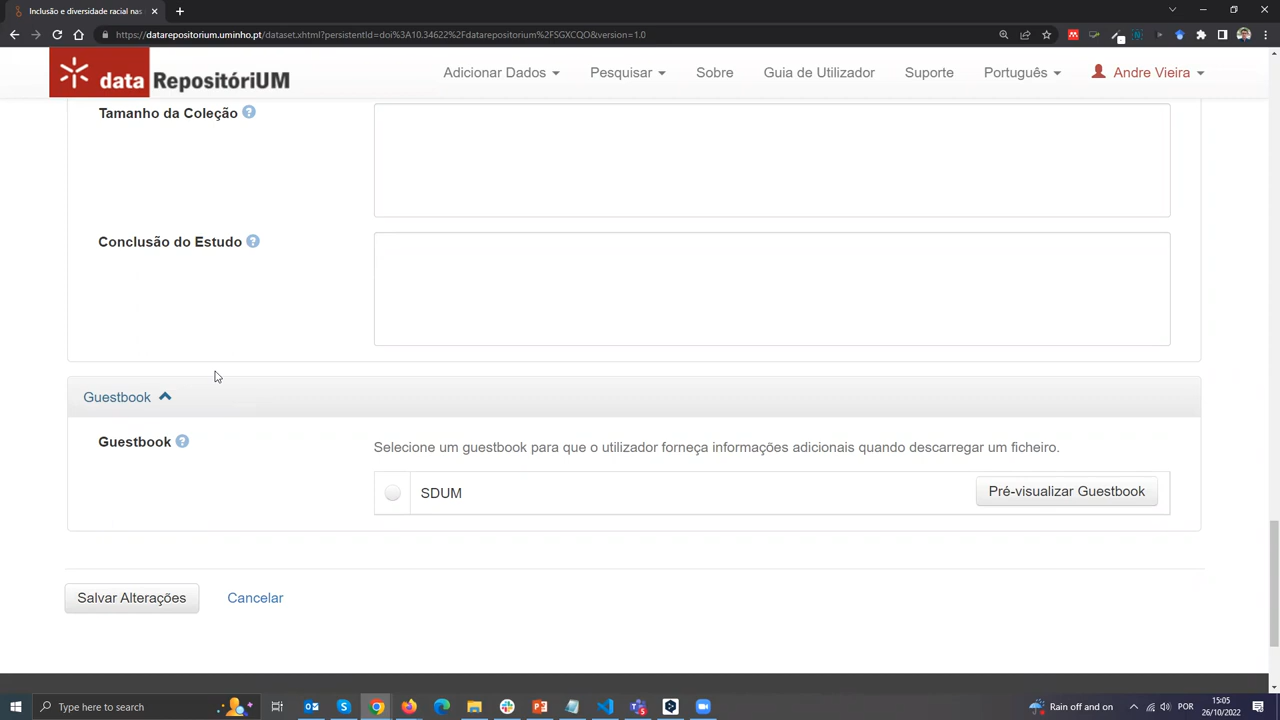 Inclusão e diversidade racial nas
https://datarepositorium.uminho.pt/dataset.xhtml?persistentId=doi%3A10.34622%2Fdatarepositorium%2FSGXCQO&version=1.0
data RepositóriUM
Adicionar Dados
Pesquisar
Sobre
Guia de Utilizador
Suporte
Português
Andre Vieira
Tamanho da Coleção
Conclusão do Estudo
Guestbook
Guestbook
Selecione um guestbook para que o utilizador forneça informações adicionais quando descarregar um ficheiro.
SDUM
Pré-visualizar Guestbook
Salvar Alterações
Cancelar
Type here to search
Rain off and on
POR
15:05
26/10/2022